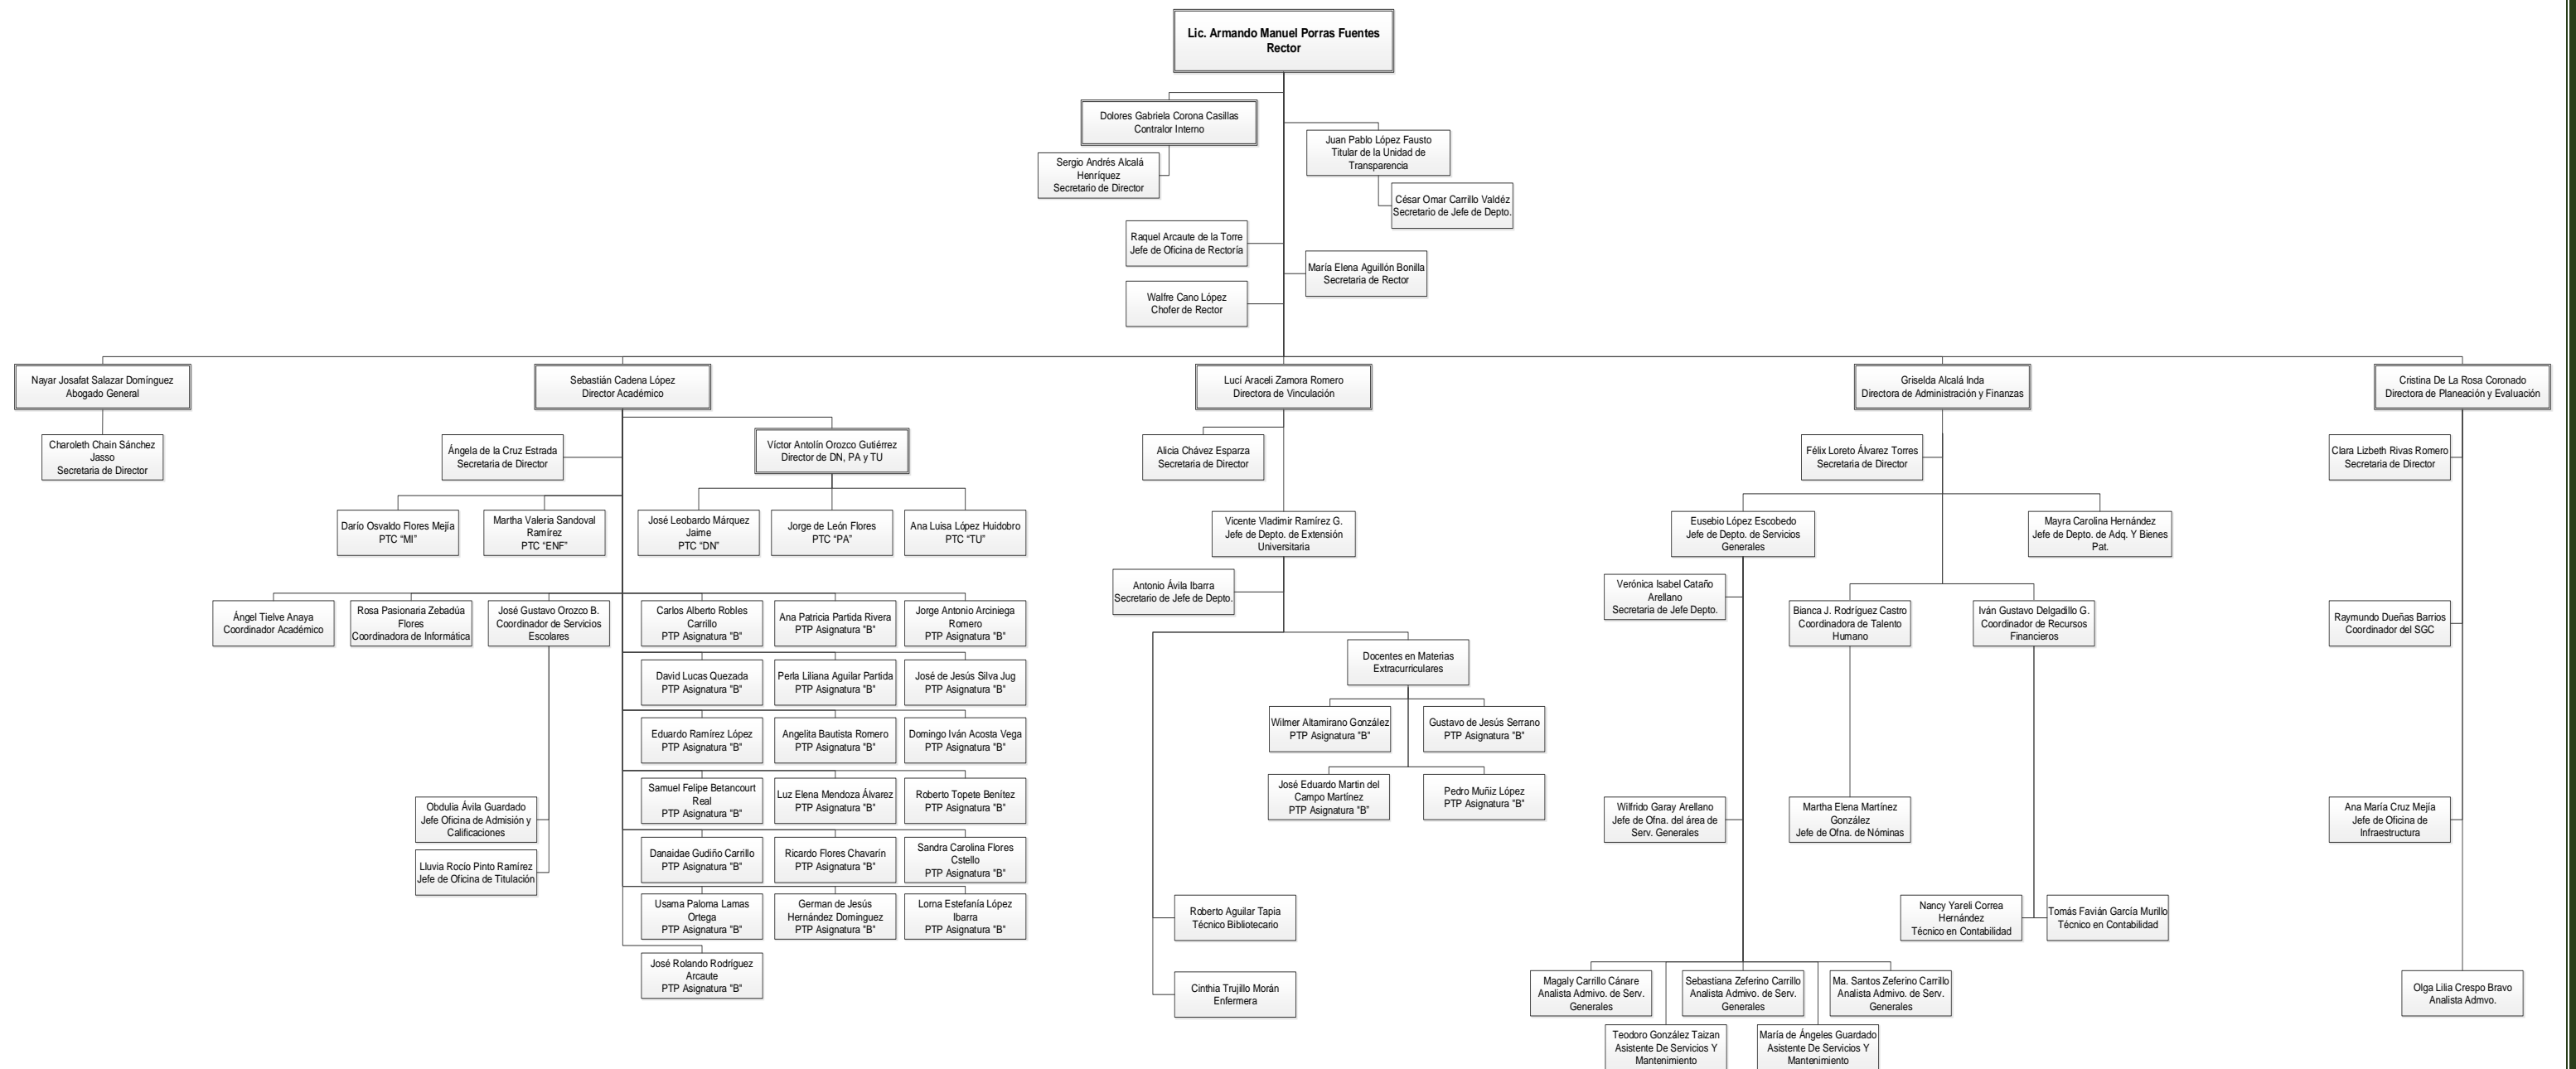 Lic. Armando Manuel Porras Fuentes
Rector
Dolores Gabriela Corona Casillas
Contralor Interno
Juan Pablo López Fausto
Titular de la Unidad de
Transparencia
Sergio Andrés Alcalá
Henríquez
Secretario de Director
César Omar Carrillo Valdéz
Secretario de Jefe de Depto.
Raquel Arcaute de la Torre
Jefe de Oficina de Rectoría
María Elena Aguillón Bonilla
Secretaria de Rector
Walfre Cano López
Chofer de Rector
Nayar Josafat Salazar Domínguez
Abogado General
Sebastián Cadena López
Director Académico
Lucí Araceli Zamora Romero
Directora de Vinculación
Griselda Alcalá Inda
Directora de Administración y Finanzas
Cristina De La Rosa Coronado
Directora de Planeación y Evaluación
Charoleth Chain Sánchez
Jasso
Secretaria de Director
Ángela de la Cruz Estrada
Secretaria de Director
Víctor Antolín Orozco Gutiérrez
Director de DN, PA y TU
Alicia Chávez Esparza
Secretaria de Director
Félix Loreto Álvarez Torres
Secretaria de Director
Clara Lizbeth Rivas Romero
Secretaria de Director
Darío Osvaldo Flores Mejía
PTC “MI”
Martha Valeria Sandoval
Ramírez
PTC “ENF”
José Leobardo Márquez
Jaime
PTC “DN”
Jorge de León Flores
PTC “PA”
Ana Luisa López Huidobro
PTC “TU”
Vicente Vladimir Ramírez G.
Jefe de Depto. de Extensión
Universitaria
Eusebio López Escobedo
Jefe de Depto. de Servicios
Generales
Mayra Carolina Hernández
Jefe de Depto. de Adq. Y Bienes
Pat.
Antonio Ávila Ibarra
Secretario de Jefe de Depto.
Verónica Isabel Cataño
Arellano
Secretaria de Jefe Depto.
Ángel Tielve Anaya
Coordinador Académico
Rosa Pasionaria Zebadúa
Flores
Coordinadora de Informática
José Gustavo Orozco B.
Coordinador de Servicios
Escolares
Carlos Alberto Robles
Carrillo
PTP Asignatura "B"
Ana Patricia Partida Rivera
PTP Asignatura "B"
Jorge Antonio Arciniega
Romero
PTP Asignatura "B"
Bianca J. Rodríguez Castro
Coordinadora de Talento
Humano
Iván Gustavo Delgadillo G.
Coordinador de Recursos
Financieros
Raymundo Dueñas Barrios
Coordinador del SGC
David Lucas Quezada
PTP Asignatura "B"
Perla Liliana Aguilar Partida
PTP Asignatura "B"
José de Jesús Silva Jug
PTP Asignatura "B"
Docentes en Materias
Extracurriculares
Eduardo Ramírez López
PTP Asignatura "B"
Angelita Bautista Romero
PTP Asignatura "B"
Domingo Iván Acosta Vega
PTP Asignatura "B"
Wilmer Altamirano González
PTP Asignatura "B"
Gustavo de Jesús Serrano
PTP Asignatura "B"
Samuel Felipe Betancourt
Real
PTP Asignatura "B"
Luz Elena Mendoza Álvarez
PTP Asignatura "B"
Roberto Topete Benítez
PTP Asignatura "B"
José Eduardo Martin del
Campo Martínez
PTP Asignatura "B"
Pedro Muñiz López
PTP Asignatura "B"
Obdulia Ávila Guardado
Jefe Oficina de Admisión y
Calificaciones
Wilfrido Garay Arellano
Jefe de Ofna. del área de
Serv. Generales
Martha Elena Martínez
González
Jefe de Ofna. de Nóminas
Ana María Cruz Mejía
Jefe de Oficina de
Infraestructura
Lluvia Rocío Pinto Ramírez
Jefe de Oficina de Titulación
Danaidae Gudiño Carrillo
PTP Asignatura "B"
Ricardo Flores Chavarín
PTP Asignatura "B"
Sandra Carolina Flores
Cstello
PTP Asignatura "B"
Usama Paloma Lamas
Ortega
PTP Asignatura "B"
German de Jesús
Hernández Domínguez
PTP Asignatura "B"
Lorna Estefanía López
Ibarra
PTP Asignatura "B"
Roberto Aguilar Tapia
Técnico Bibliotecario
Nancy Yareli Correa
Hernández
Técnico en Contabilidad
Tomás Favián García Murillo
Técnico en Contabilidad
José Rolando Rodríguez
Arcaute
PTP Asignatura "B"
Cinthia Trujillo Morán
Enfermera
Magaly Carrillo Cánare
Analista Admivo. de Serv.
Generales
Sebastiana Zeferino Carrillo
Analista Admivo. de Serv.
Generales
Ma. Santos Zeferino Carrillo
Analista Admivo. de Serv.
Generales
Olga Lilia Crespo Bravo
Analista Admvo.
Teodoro González Taizan
Asistente De Servicios Y
Mantenimiento
María de Ángeles Guardado
Asistente De Servicios Y
Mantenimiento